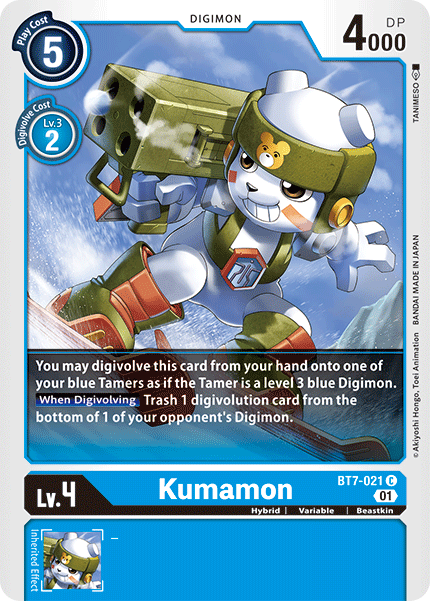 DIGIMON
Play Cost
5
4000
DP
Digivolve Cost
Lv.3
2
TANIMESO
BANDAI MADE IN JAPAN
© Akiyoshi Hongo, Toei Animation
You may digivolve this card from your hand onto one of
your blue Tamers as if the Tamer is a level 3 blue Digimon.
When Digivolving Trash 1 digivolution card from the
bottom of 1 of your opponent's Digimon.
Lv.4
Kumamon
BT7-021 C
01
Hybrid | Variable | Beastkin
Inherited Effect
–